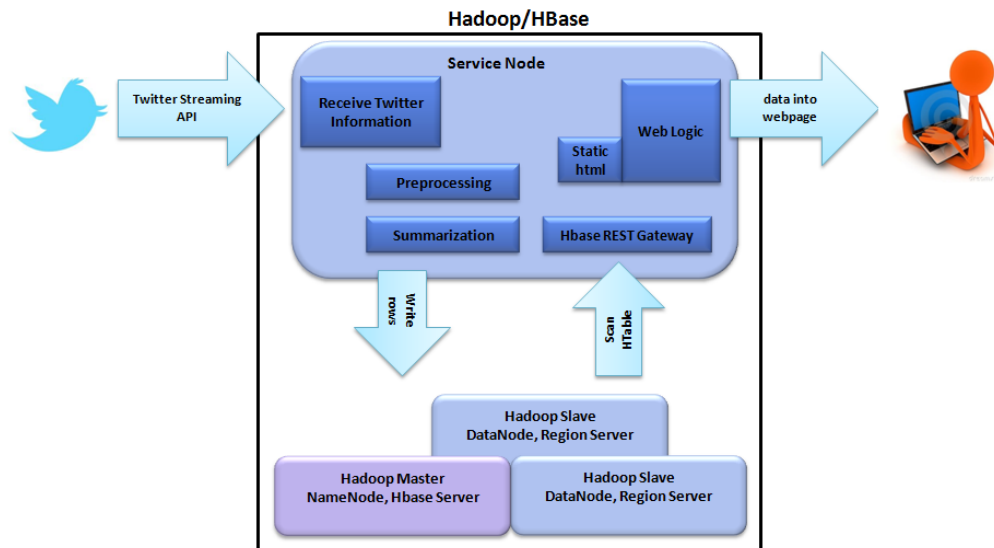 Hadoop/HBase
Service Node
Twitter Streaming
API
Receive Twitter
Information
Web Logic
Static
html
data into
webpage
Preprocessing
Summarization
Hbase REST Gateway
Write
rows
Scan
HTable
Hadoop Slave
DataNode, Region Server
Hadoop Master
NameNode, Hbase Server
Hadoop Slave
DataNode, Region Server